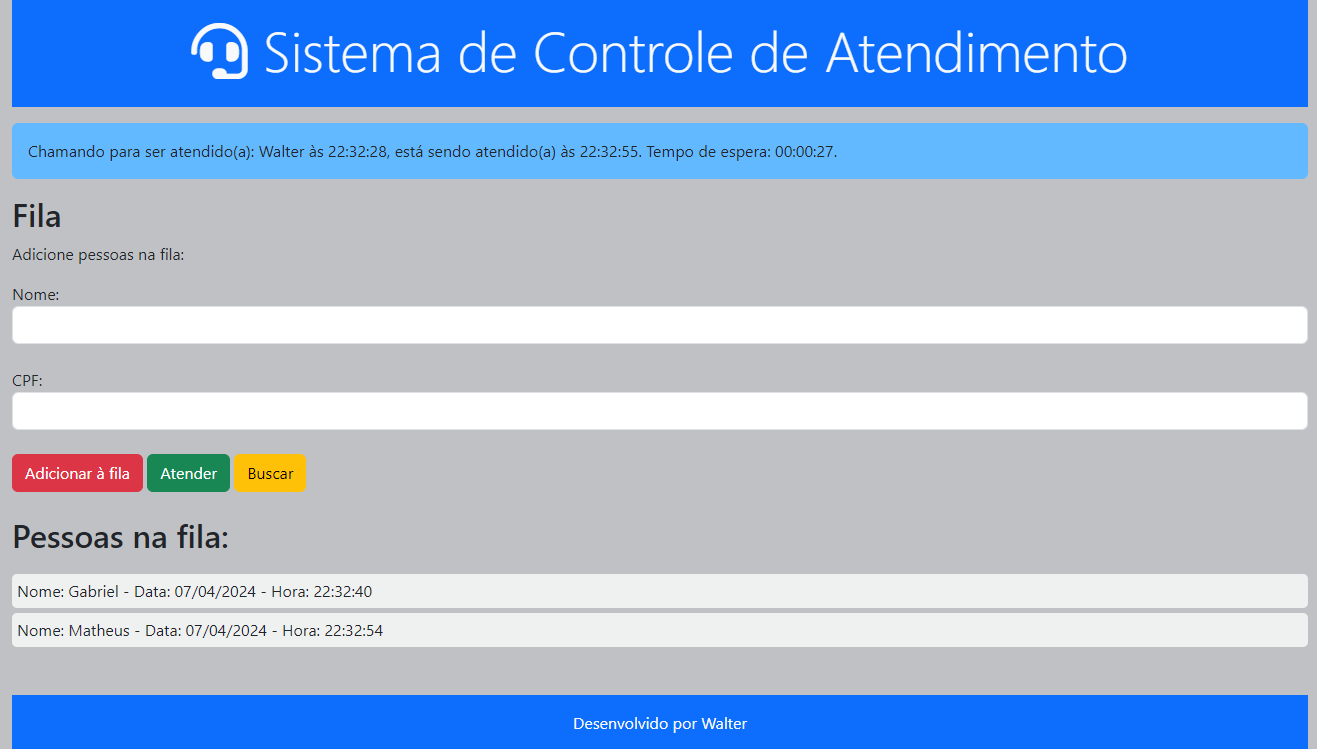 Sistema de Controle de Atendimento
Chamando para ser atendido(a): Walter às 22:32:28, está sendo atendido(a) às 22:32:55. Tempo de espera: 00:00:27.
Fila
Adicione pessoas na fila:
Nome:
CPF:
Adicionar à fila Atender Buscar
Pessoas na fila:
Nome: Gabriel - Data: 07/04/2024 - Hora: 22:32:40
Nome: Matheus - Data: 07/04/2024 - Hora: 22:32:54
Desenvolvido por Walter